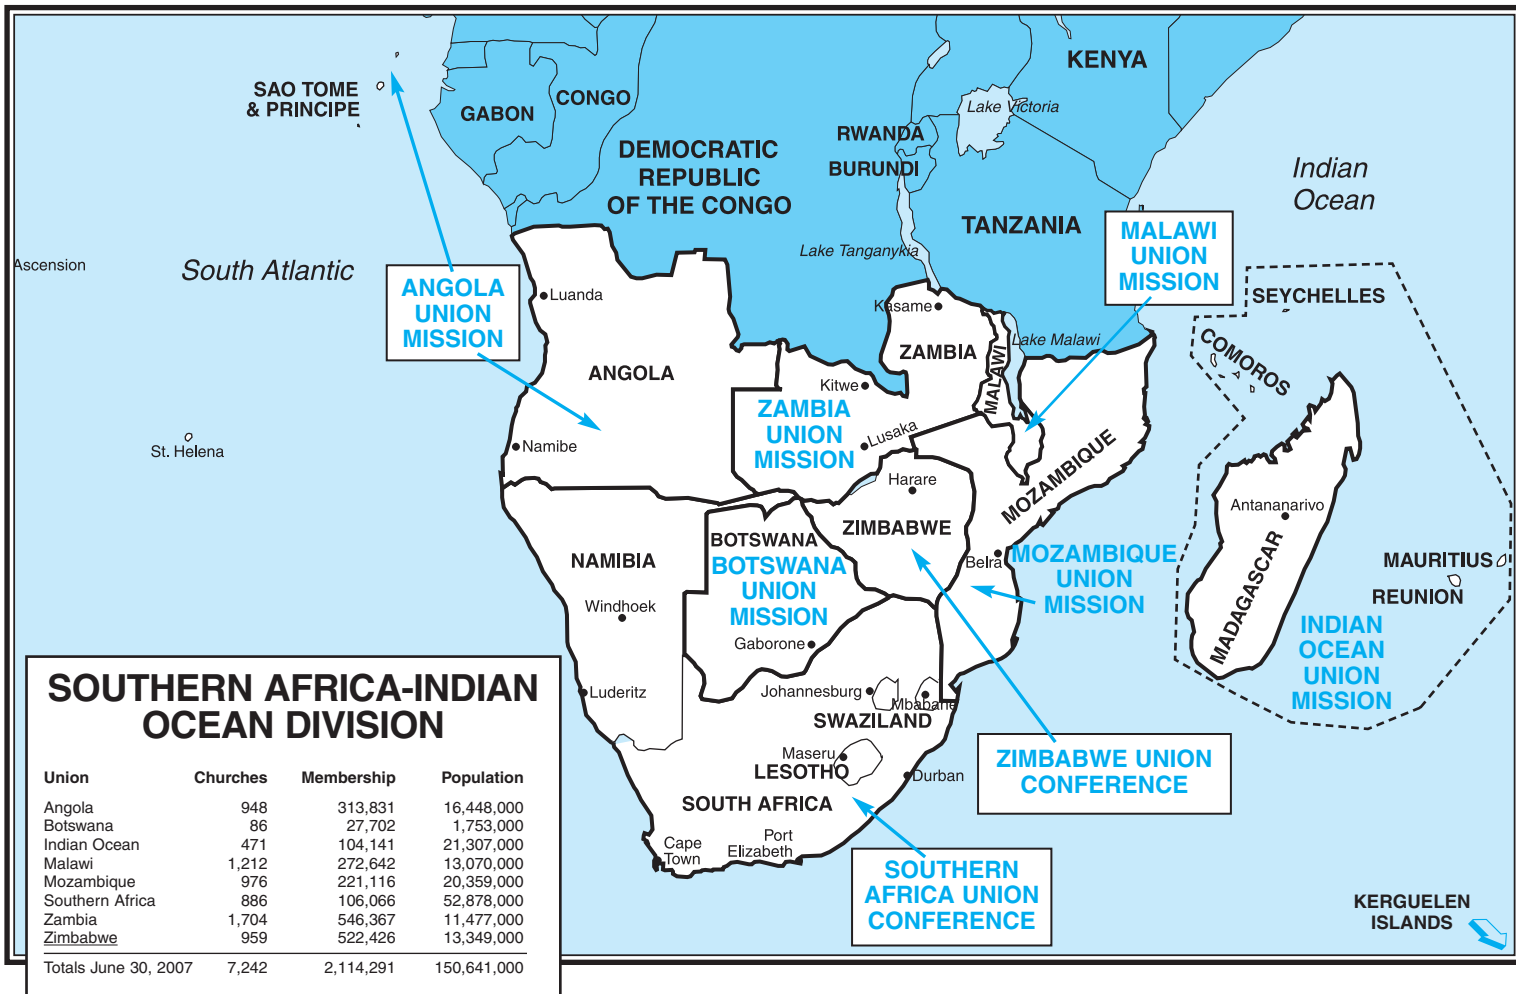 KENYA
SAO TOME
& PRINCIPE
GABON
CONGO
Lake Victoria
RWANDA
BURUNDI
DEMOCRATIC
REPUBLIC
OF THE CONGO
Indian
Ocean
TANZANIA
MALAWI
UNION
MISSION
Lake Tanganykia
Ascension
South Atlantic
ANGOLA
UNION
MISSION
Luanda
Kasame
SEYCHELLES
COMOROS
ZAMBIA
MALAWI
Lake Malawi
ANGOLA
Kitwe
ZAMBIA
UNION
MISSION
Lusaka
St. Helena
Namibe
MOZAMBIQUE
Harare
ZIMBABWE
Antananarivo
MADAGASCAR
NAMIBIA
BOTSWANA
BOTSWANA
UNION
MISSION
Belra
MOZAMBIQUE
UNION
MISSION
MAURITIUS
REUNION
Windhoek
Gaborone
INDIAN
OCEAN
UNION
MISSION
Luderitz
Johannesburg
Mbabane
SWAZILAND
Maseru
LESOTHO
Durban
SOUTH AFRICA
ZIMBABWE UNION
CONFERENCE
Cape
Town
Port
Elizabeth
SOUTHERN
AFRICA UNION
CONFERENCE
KERGUELEN
ISLANDS
SOUTHERN AFRICA-INDIAN
OCEAN DIVISION
Union Churches Membership Population
Angola 948 313,831 16,448,000
Botswana 86 27,702 1,753,000
Indian Ocean 471 104,141 21,307,000
Malawi 1,212 272,642 13,070,000
Mozambique 976 221,116 20,359,000
Southern Africa 886 106,066 52,878,000
Zambia 1,704 546,367 11,477,000
Zimbabwe 959 522,426 13,349,000
Totals June 30, 2007 7,242 2,114,291 150,641,000